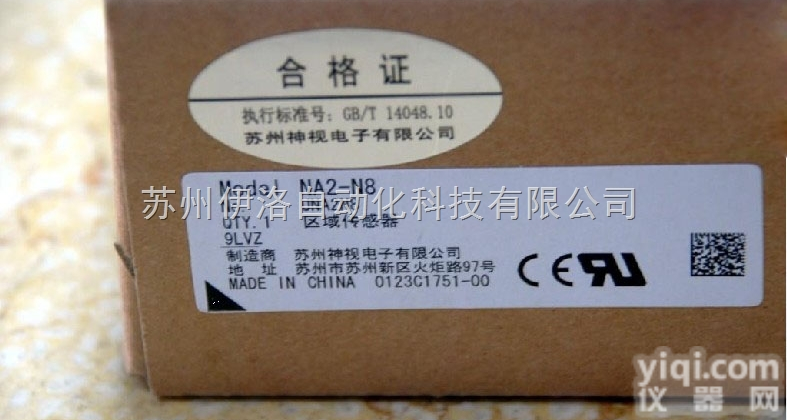 合格证
执行标准号：GB/T 14048.10
苏州神视电子有限公司
Model NA2-N8
苏州伊洛自动化科技有限公司
QTY.1 区域传感器
9LVZ
制造商 苏州神视电子有限公司
地 址 苏州市苏州新区火炬路97号
MADE IN CHINA 0123C1751-00
CE RU
yiqi.com
仪器网